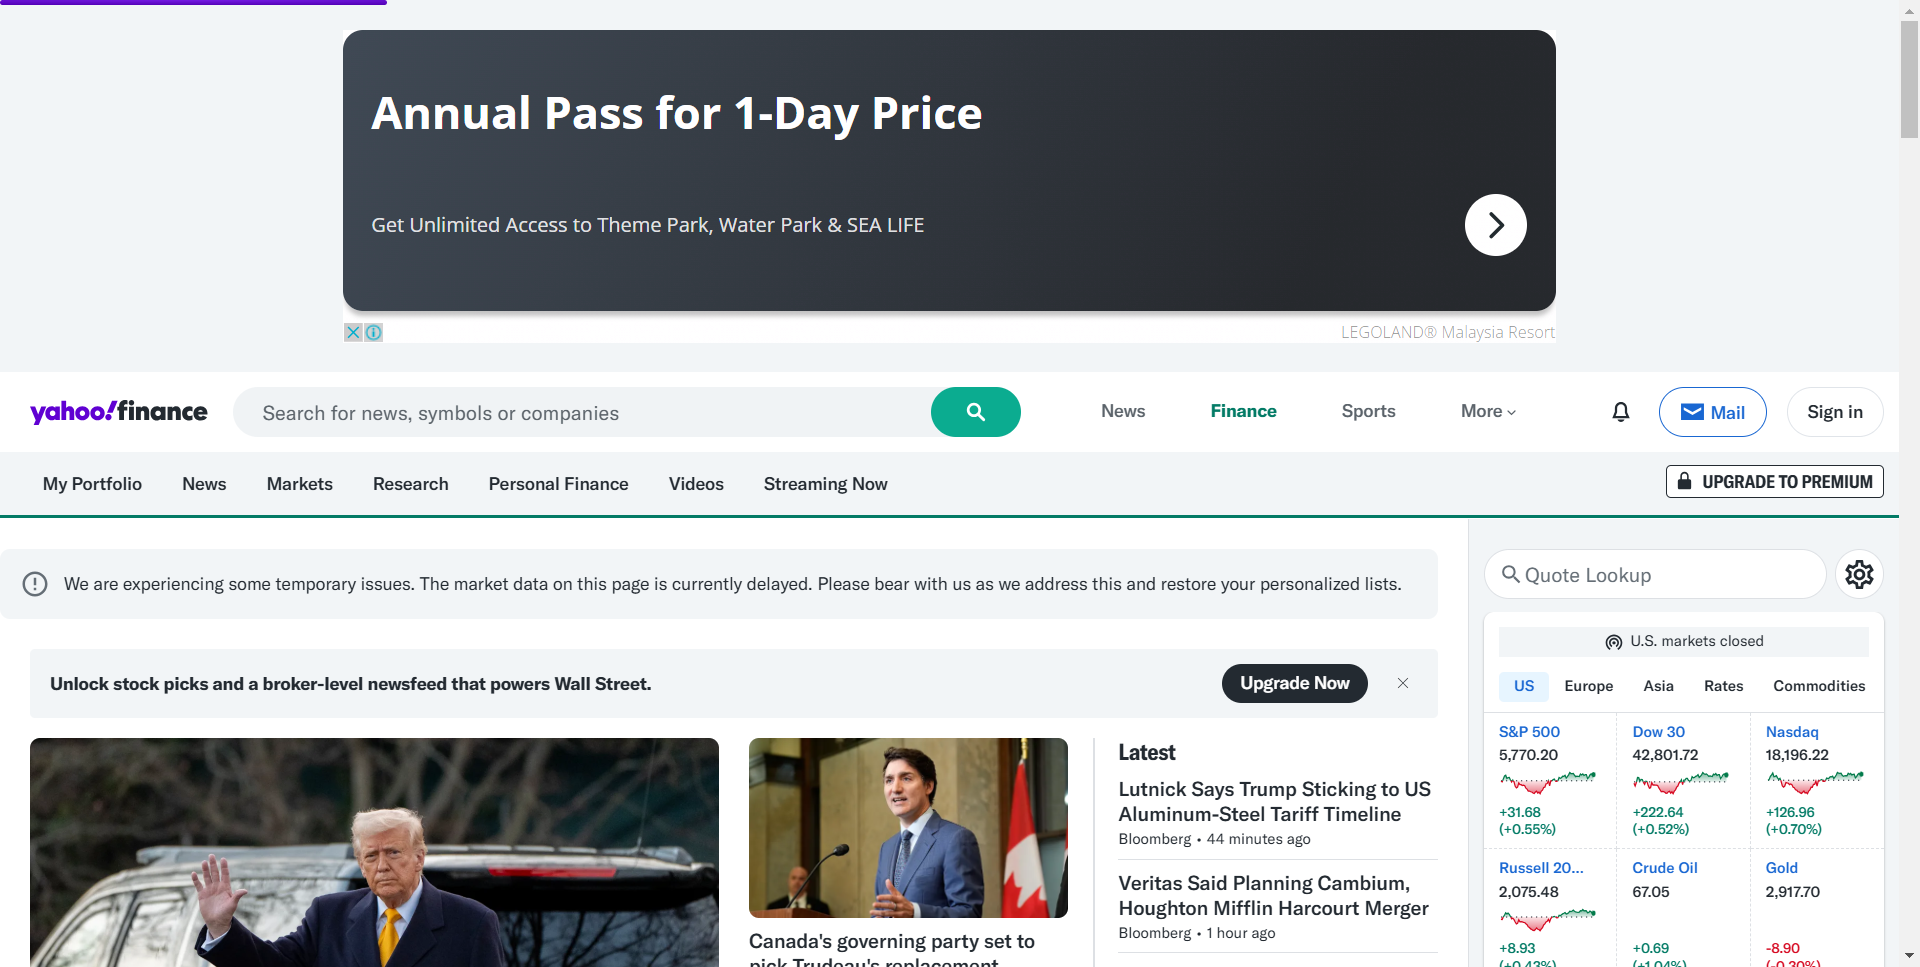 Annual Pass for 1-Day Price
Get Unlimited Access to Theme Park, Water Park & SEA LIFE
LEGOLAND® Malaysia Resort
yahoo!finance
Search for news, symbols or companies
News
Finance
Sports
More
Mail
Sign in
My Portfolio
News
Markets
Research
Personal Finance
Videos
Streaming Now
UPGRADE TO PREMIUM
We are experiencing some temporary issues. The market data on this page is currently delayed. Please bear with us as we address this and restore your personalized lists.
Unlock stock picks and a broker-level newsfeed that powers Wall Street.
Upgrade Now
Canada's governing party set to
pick Trudeau's replacement
Latest
Lutnick Says Trump Sticking to US
Aluminum-Steel Tariff Timeline
Bloomberg • 44 minutes ago
Veritas Said Planning Cambium,
Houghton Mifflin Harcourt Merger
Bloomberg • 1 hour ago
Quote Lookup
U.S. markets closed
US
Europe
Asia
Rates
Commodities
S&P 500
5,770.20
+31.68
(+0.55%)
Dow 30
42,801.72
+222.64
(+0.52%)
Nasdaq
18,196.22
+126.96
(+0.70%)
Russell 20...
2,075.48
+8.93
(+0.43%)
Crude Oil
67.05
+0.69
(+1.04%)
Gold
2,917.70
-8.90
(-0.30%)